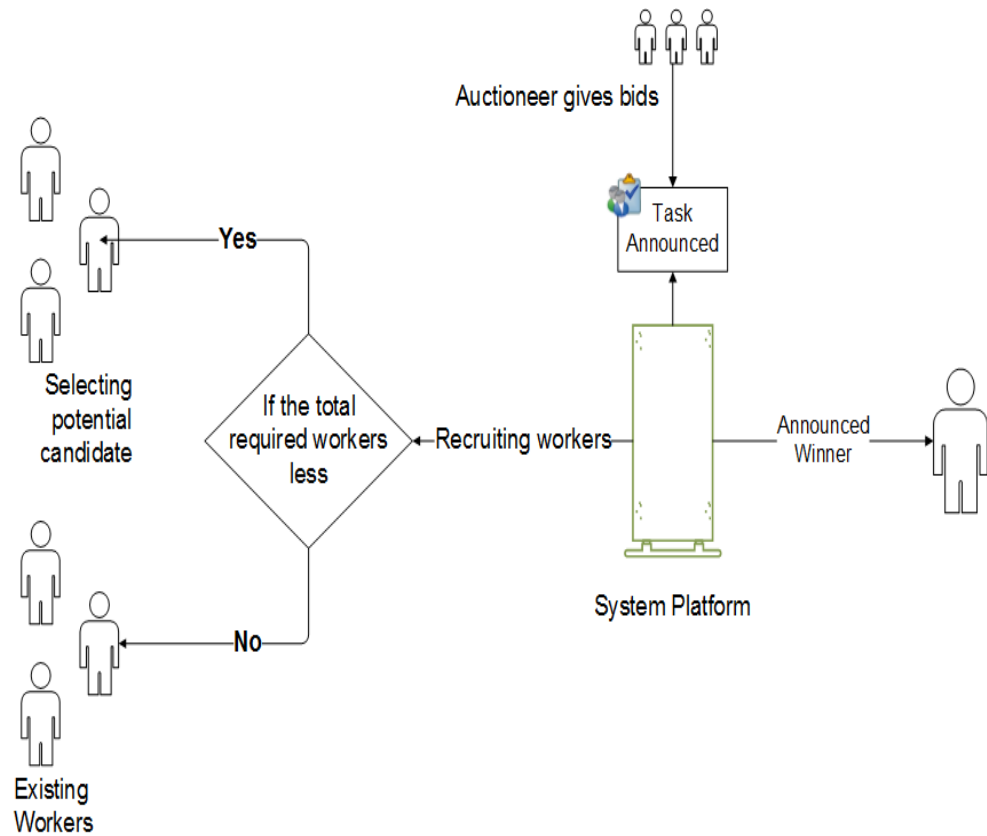 Auctioneer gives bids
Task
Announced
Yes
Selecting
potential
candidate
If the total
required workers
less
Recruiting workers
Announced
Winner
System Platform
No
Existing
Workers